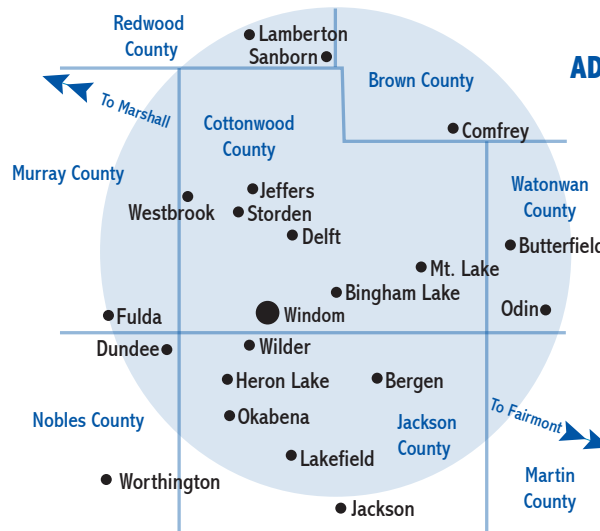 Redwood
County
Lamberton
Sanborn
AD
Brown County
To Marshall
Cottonwood
County
Comfrey
Murray County
Jeffers
Watonwan
County
Westbrook
Storden
Delft
Butterfield
Mt. Lake
Bingham Lake
Fulda
Windom
Odin
Dundee
Wilder
Heron Lake
Bergen
Nobles County
Okabena
Jackson
County
To Fairmont
Lakefield
Worthington
Martin
County
Jackson